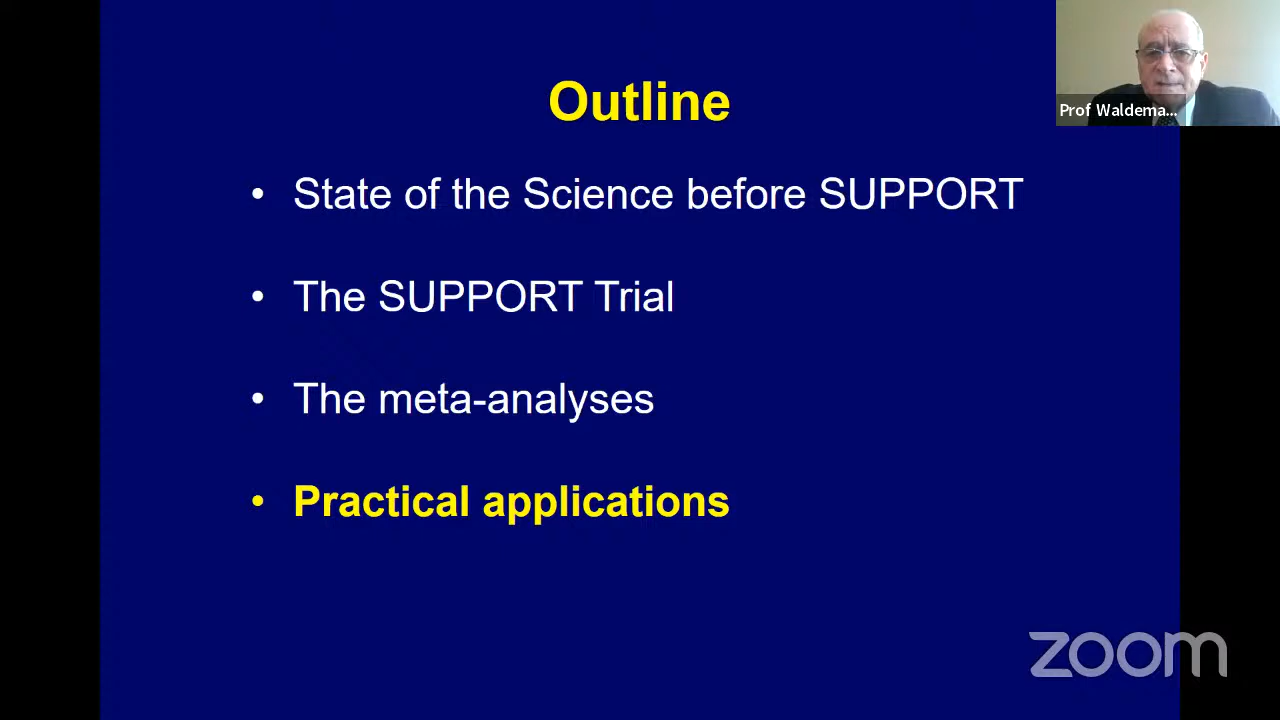 Outline
Prof Waldema...
• State of the Science before SUPPORT
• The SUPPORT Trial
• The meta-analyses
• Practical applications
zoom